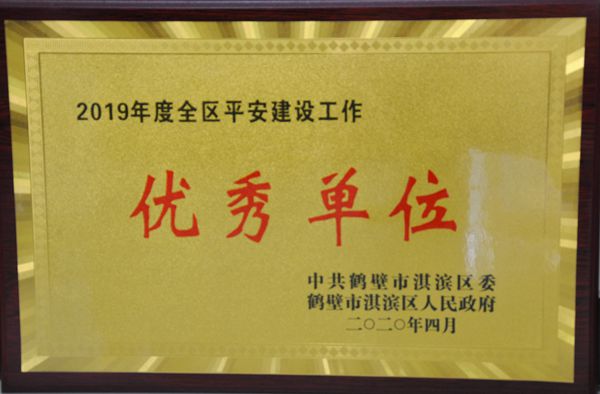 2019年度全区平安建设工作
优秀单位
中共鹤壁市淇滨区委
鹤壁市淇滨区人民政府
二〇二〇年四月